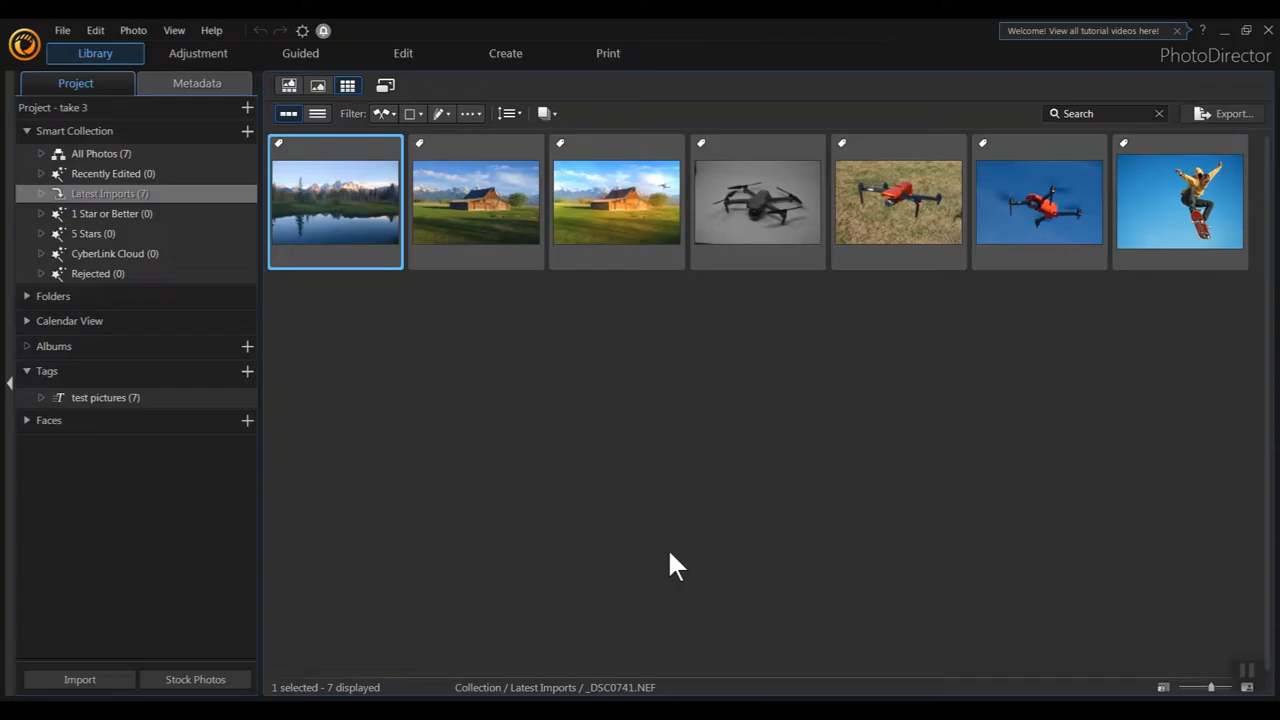 File Edit Photo View Help
Welcome! View all tutorial videos here!
?
Library Adjustment Guided Edit Create Print
PhotoDirector
Project Metadata
Project - take 3
Filter:
Search
Export...
Smart Collection
All Photos (7)
Recently Edited (0)
Latest Imports (7)
1 Star or Better (0)
5 Stars (0)
CyberLink Cloud (0)
Rejected (0)
Folders
Calendar View
Albums
Tags
test pictures (7)
Faces
Import Stock Photos
1 selected - 7 displayed Collection / Latest Imports / _DSC0741.NEF